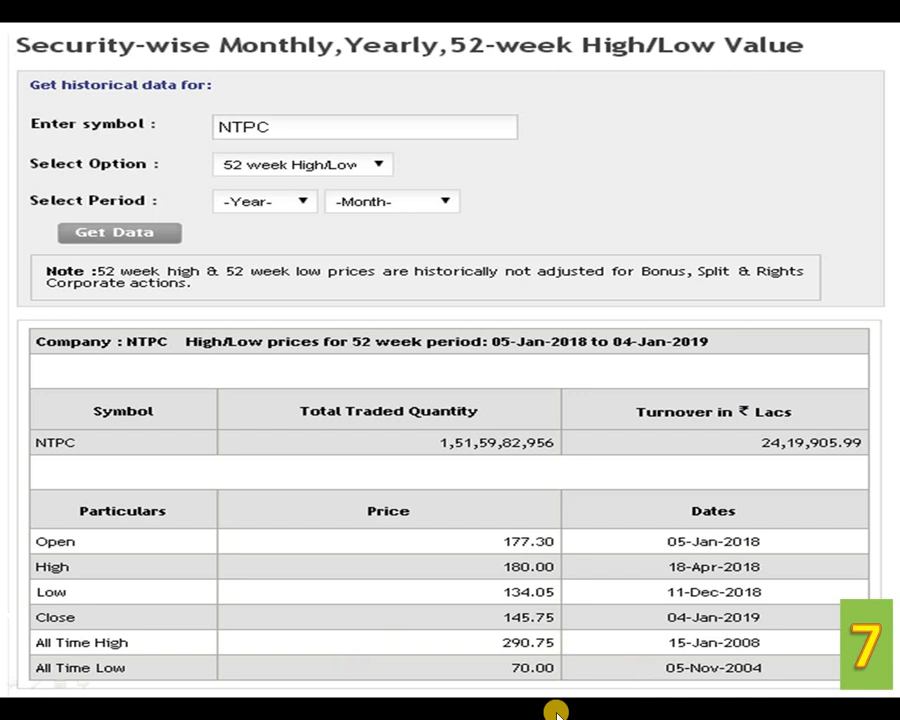 Security-wise Monthly,Yearly,52-week High/Low Value
Get historical data for:
Enter symbol : NTPC
Select Option : 52 week High/Low
Select Period : -Year- -Month-
Get Data
Note :52 week high & 52 week low prices are historically not adjusted for Bonus, Split & Rights
Corporate actions.
Company : NTPC High/Low prices for 52 week period: 05-Jan-2018 to 04-Jan-2019
Symbol Total Traded Quantity Turnover in ₹ Lacs
NTPC 1,51,59,82,956 24,19,905.99
Particulars Price Dates
Open 177.30 05-Jan-2018
High 180.00 18-Apr-2018
Low 134.05 11-Dec-2018
Close 145.75 04-Jan-2019
All Time High 290.75 15-Jan-2008
All Time Low 70.00 05-Nov-2004
7